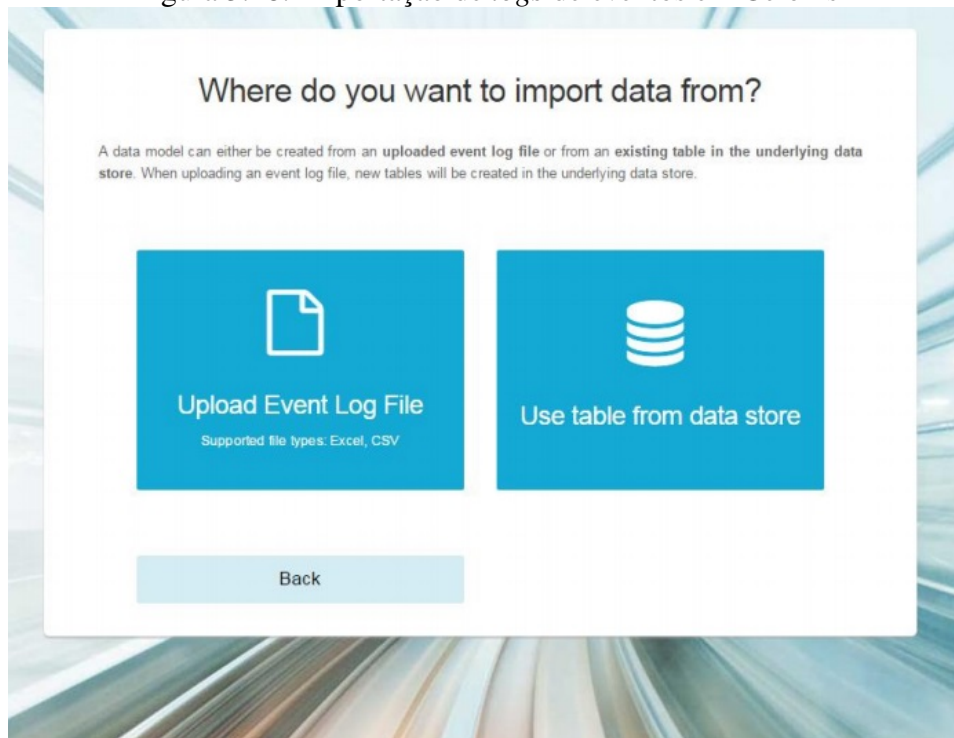 Where do you want to import data from?
A data model can either be created from an uploaded event log file or from an existing table in the underlying data
store. When uploading an event log file, new tables will be created in the underlying data store.
Upload Event Log File
Supported file types: Excel, CSV
Use table from data store
Back